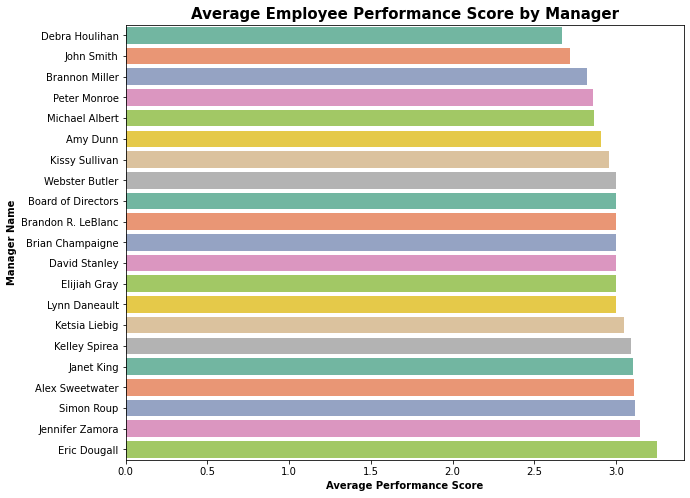 Average Employee Performance Score by Manager
Manager Name
Debra Houlihan
John Smith
Brannon Miller
Peter Monroe
Michael Albert
Amy Dunn
Kissy Sullivan
Webster Butler
Board of Directors
Brandon R. LeBlanc
Brian Champaigne
David Stanley
Elijiah Gray
Lynn Daneault
Ketsia Liebig
Kelley Spirea
Janet King
Alex Sweetwater
Simon Roup
Jennifer Zamora
Eric Dougall
0.0 0.5 1.0 1.5 2.0 2.5 3.0
Average Performance Score